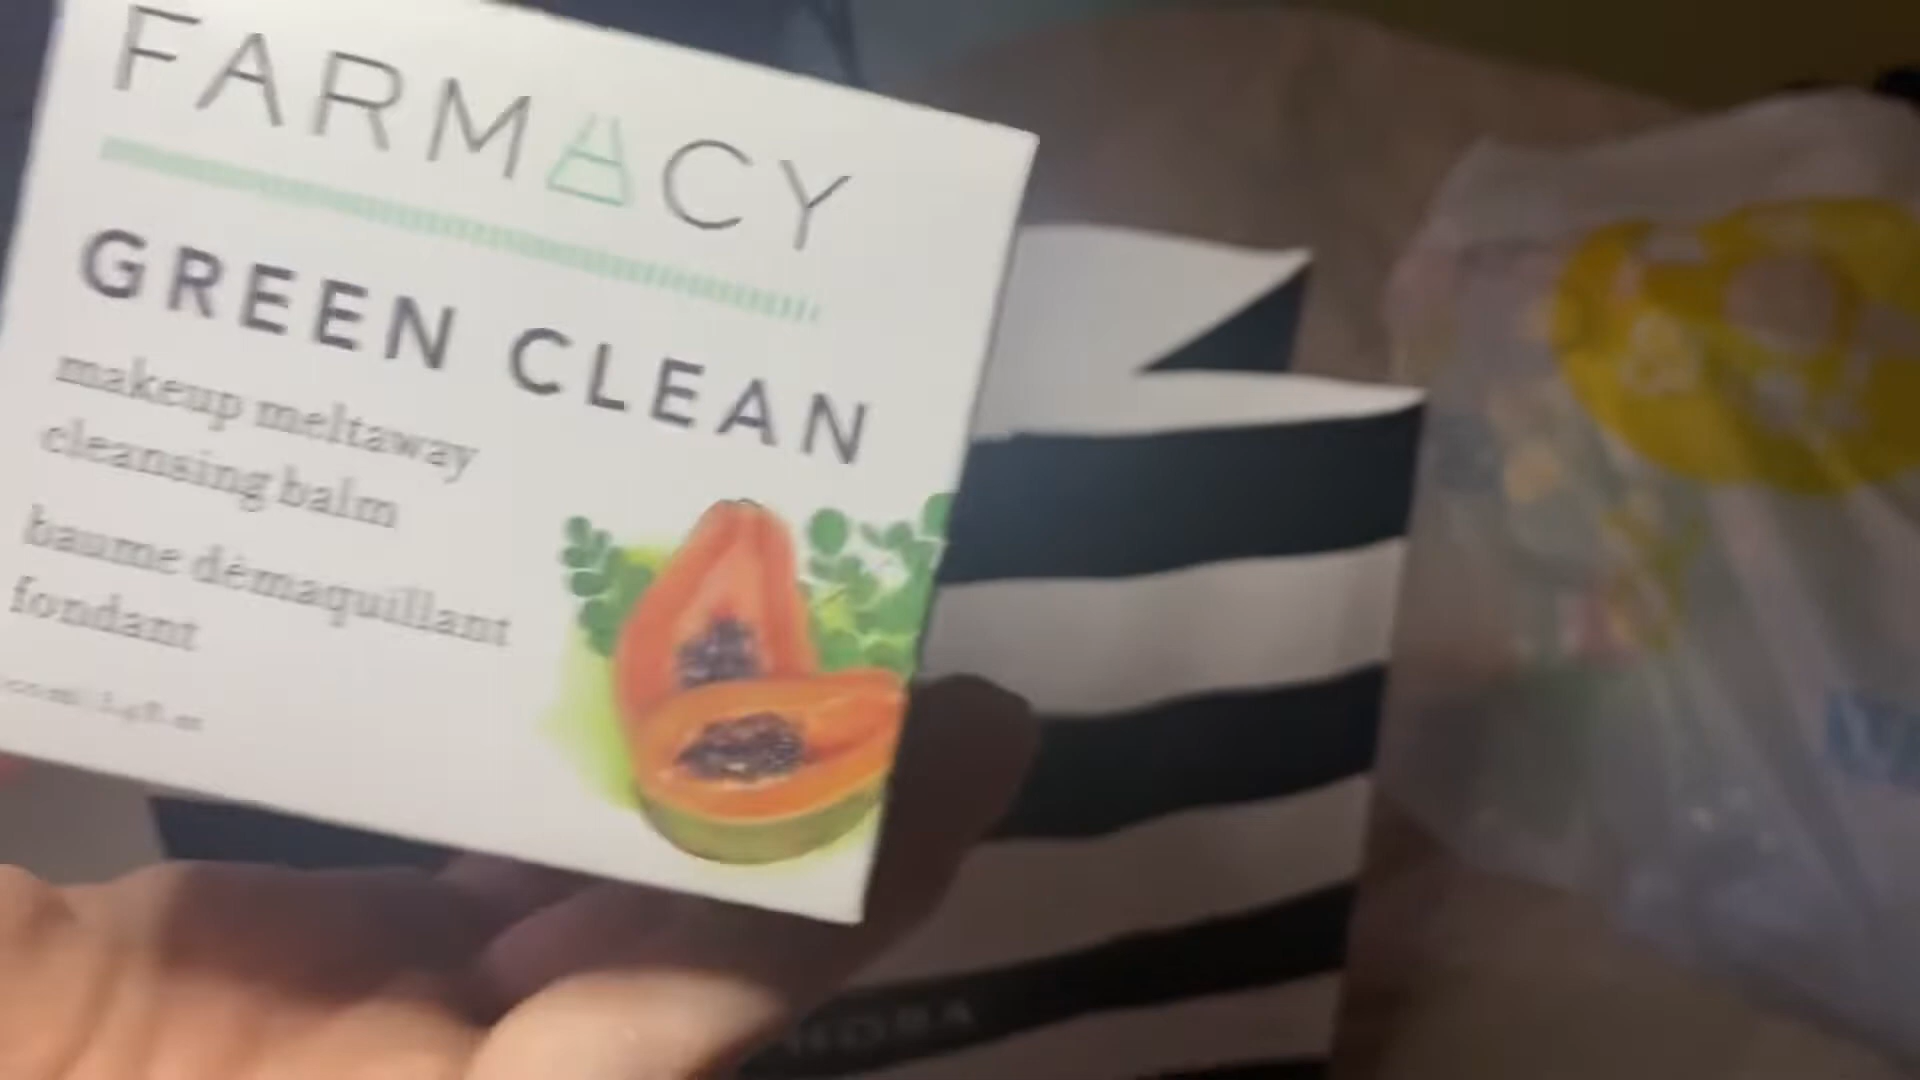 FARMACY
GREEN CLEAN
makeup meltaway
cleansing balm
baume démaquillant
fondant